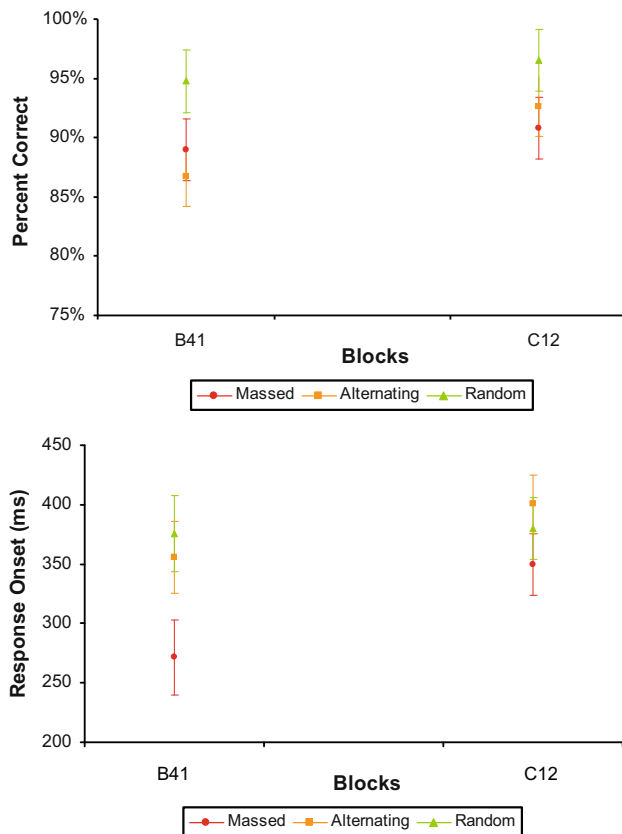 100%
95%
90%
85%
80%
75%
Percent Correct
B41
C12
Blocks
Massed Alternating Random
450
400
350
300
250
200
Response Onset (ms)
B41
C12
Blocks
Massed Alternating Random